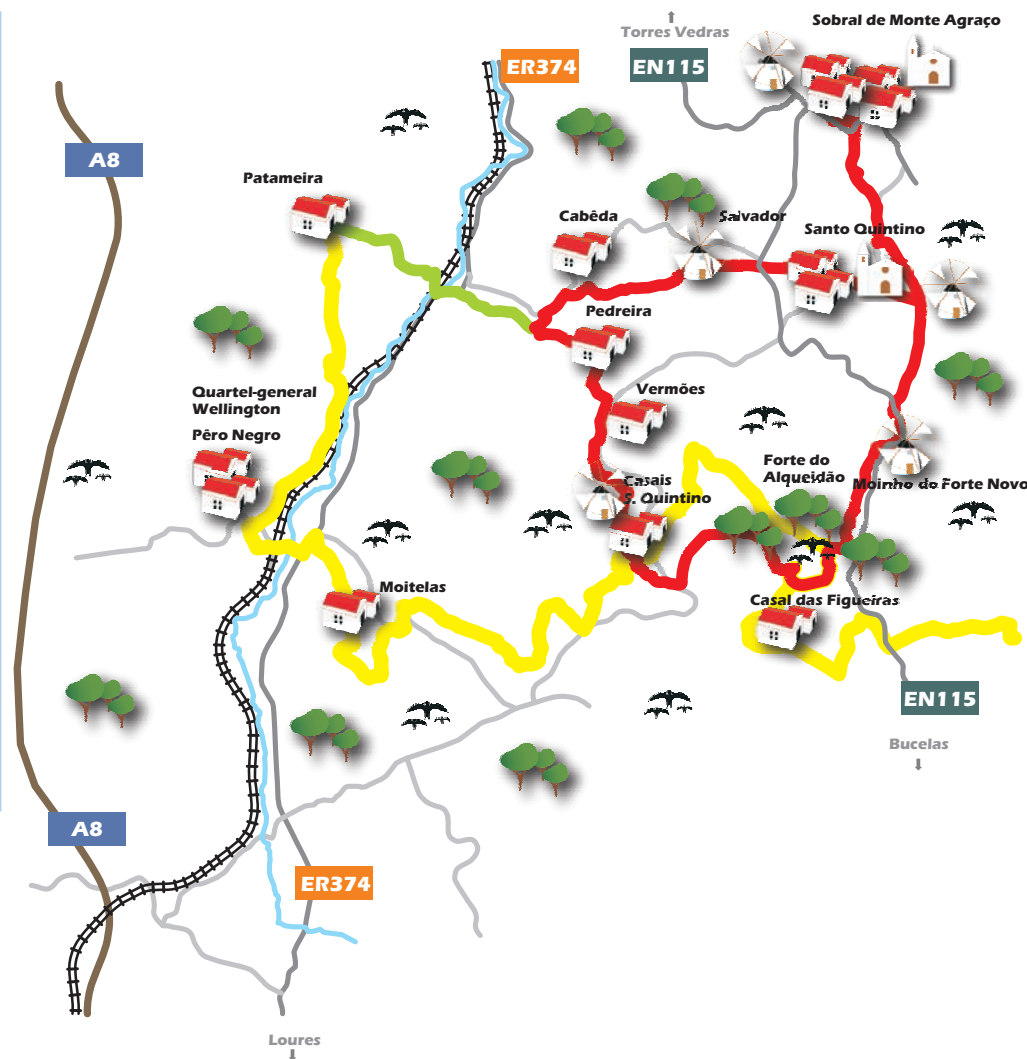 Sobral de Monte Agraço
Torres Vedras
ER374
EN115
A8
Patameira
Cabêda
Salvador
Santo Quintino
Pedreira
Quartel-general
Wellington
Pêro Negro
Vermões
Forte do
Alqueidão
Moinho do Forte Novo
Casais
S. Quintino
Moitelas
Casal das Figueiras
EN115
Bucelas
A8
ER374
Loures